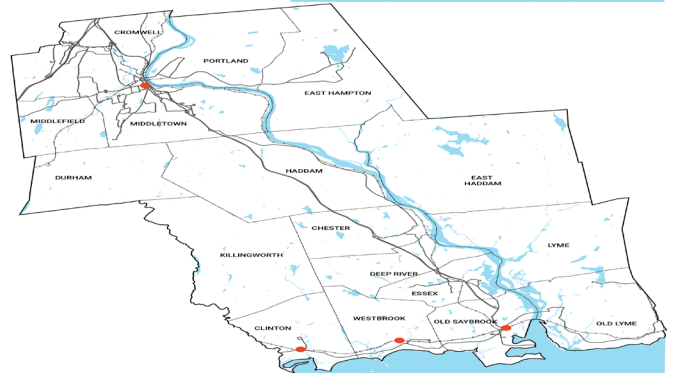 CROMWELL
PORTLAND
EAST HAMPTON
MIDDLEFIELD
MIDDLETOWN
DURHAM
HADDAM
EAST
HADDAM
CHESTER
LYME
KILLINGWORTH
DEEP RIVER
ESSEX
WESTBROOK
OLD SAYBROOK
OLD LYME
CLINTON